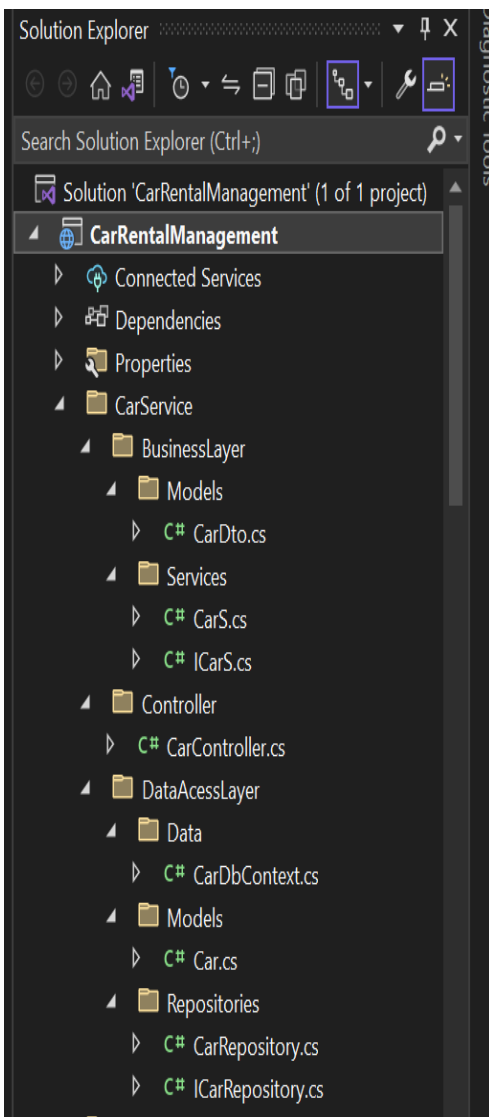 Solution Explorer
Search Solution Explorer (Ctrl+;)
Solution 'CarRentalManagement' (1 of 1 project)
CarRentalManagement
Connected Services
Dependencies
Properties
CarService
BusinessLayer
Models
C# CarDto.cs
Services
C# CarS.cs
C# ICarS.cs
Controller
C# CarController.cs
DataAcessLayer
Data
C# CarDbContext.cs
Models
C# Car.cs
Repositories
C# CarRepository.cs
C# ICarRepository.cs
Diagnostic Tools